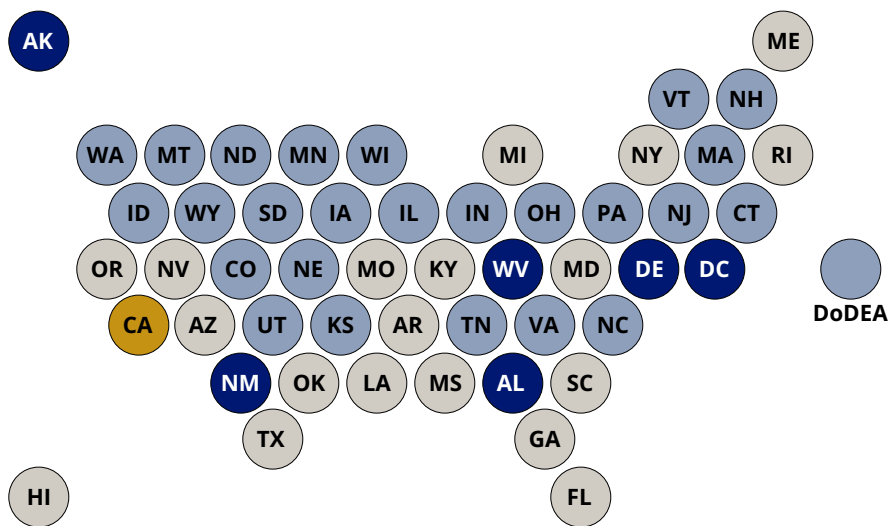 AK ME
VT NH
WA MT ND MN WI MI NY MA RI
ID WY SD IA IL IN OH PA NJ CT
OR NV CO NE MO KY WV MD DE DC
CA AZ UT KS AR TN VA NC DoDEA
NM OK LA MS AL SC
TX GA
HI FL